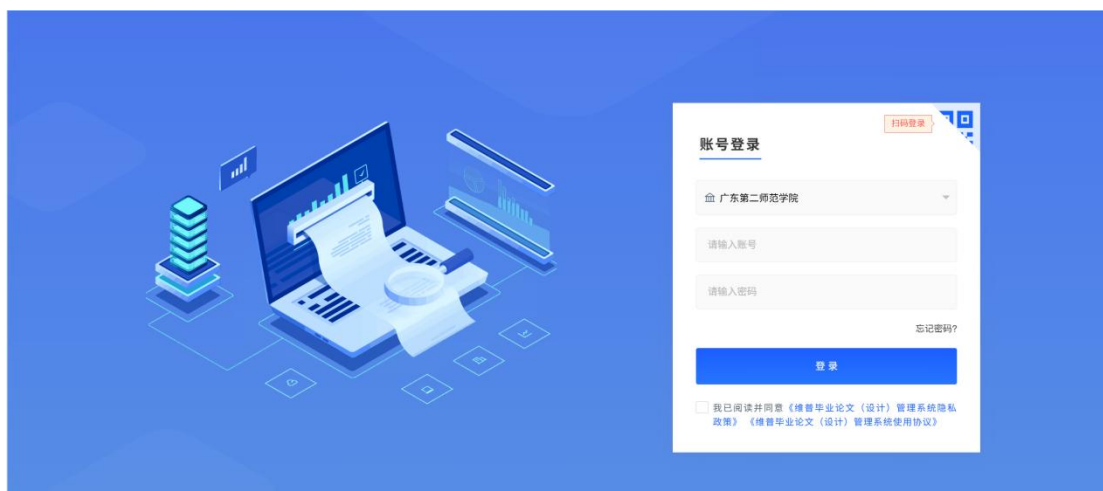 扫码登录
账号登录
广东第二师范学院
请输入账号
请输入密码
忘记密码?
登 录
我已阅读并同意《维普毕业论文（设计）管理系统隐私
政策》《维普毕业论文（设计）管理系统使用协议》